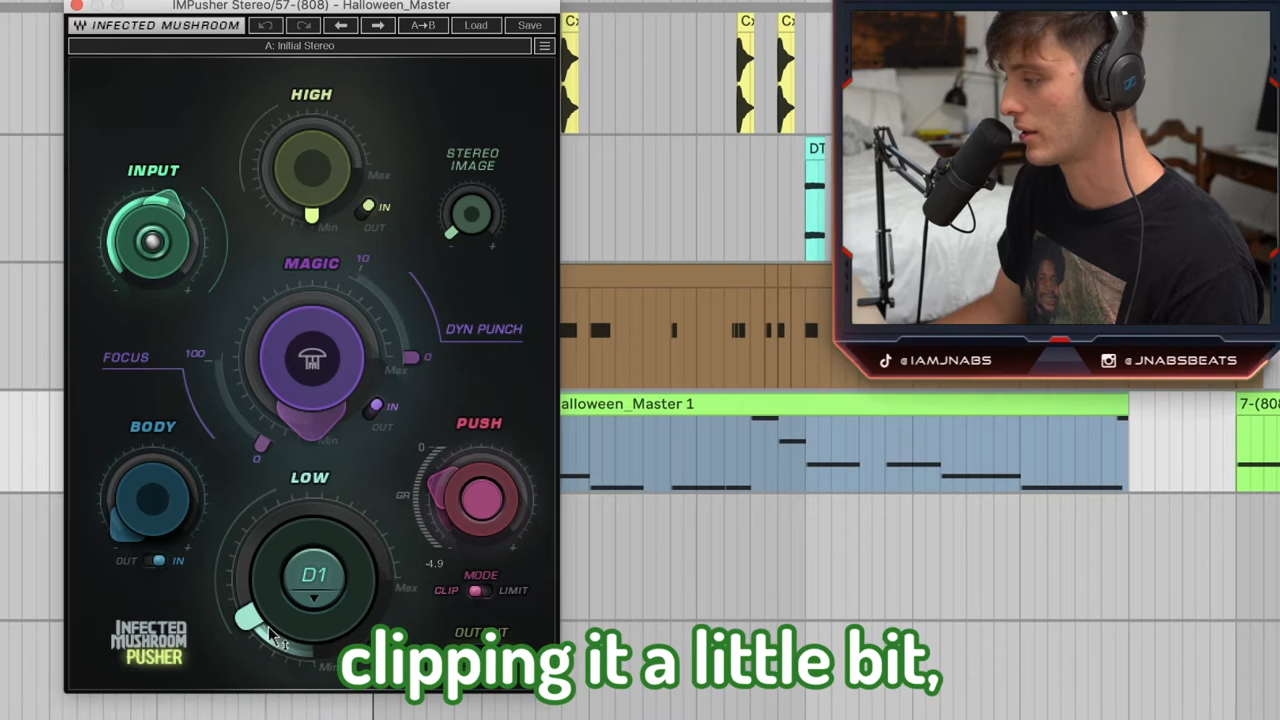 IMPusher Stereo/57-(808) - Halloween_Master
INFECTED MUSHROOM
A→B
Load
Save
A: Initial Stereo
HIGH
Max
Min
IN
OUT
STEREO
IMAGE
- +
INPUT
- +
MAGIC
10
DYN PUNCH
0
FOCUS
100
0
Max
Min
IN
OUT
BODY
- +
OUT IN
PUSH
0
GR
-4.9
- +
MODE
CLIP LIMIT
LOW
D1
Max
Min
INFECTED
MUSHROOM
PUSHER
OUTPUT
DT
alloween_Master 1
7-(808
@IAMJNABS
@JNABSBEATS
clipping it a little bit,